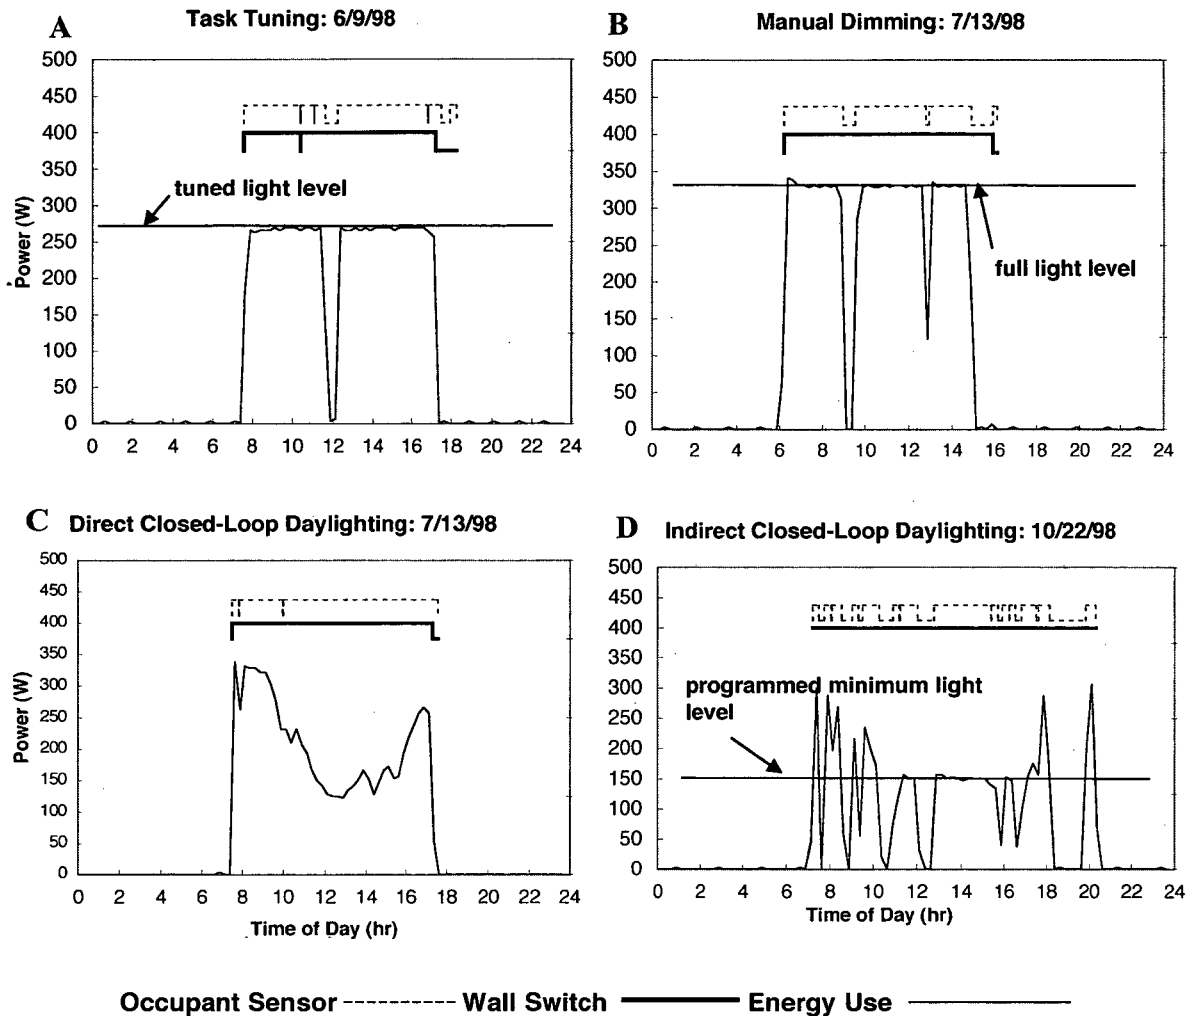 A
Task Tuning: 6/9/98
500
450
400
350
300
250
200
150
100
50
0
Power (W)
tuned light level
0 2 4 6 8 10 12 14 16 18 20 22 24
B
Manual Dimming: 7/13/98
500
450
400
350
300
250
200
150
100
50
0
full light level
0 2 4 6 8 10 12 14 16 18 20 22 24
C
Direct Closed-Loop Daylighting: 7/13/98
500
450
400
350
300
250
200
150
100
50
0
Power (W)
0 2 4 6 8 10 12 14 16 18 20 22 24
Time of Day (hr)
D
Indirect Closed-Loop Daylighting: 10/22/98
500
450
400
350
300
250
200
150
100
50
0
programmed minimum light
level
0 2 4 6 8 10 12 14 16 18 20 22 24
Time of Day (hr)
Occupant Sensor Wall Switch Energy Use